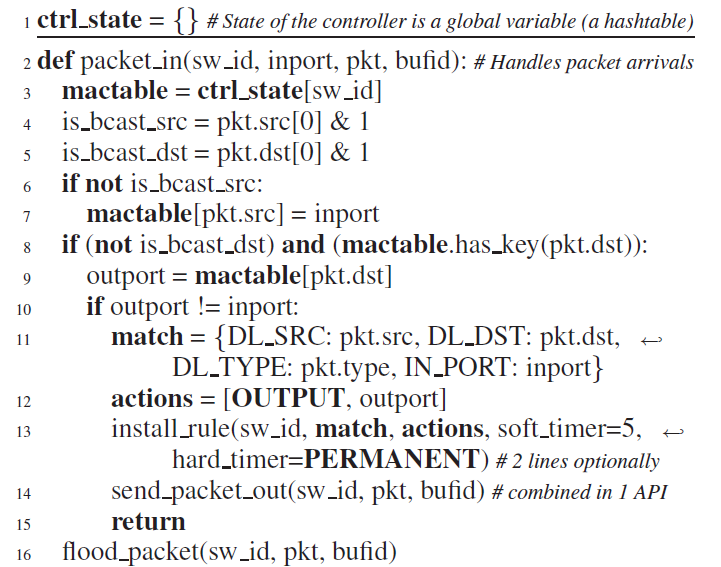 1 ctrl_state = {} # State of the controller is a global variable (a hashtable)
2 def packet_in(sw_id, inport, pkt, bufid): # Handles packet arrivals
3 mactable = ctrl_state[sw_id]
4 is_bcast_src = pkt.src[0] & 1
5 is_bcast_dst = pkt.dst[0] & 1
6 if not is_bcast_src:
7 mactable[pkt.src] = inport
8 if (not is_bcast_dst) and (mactable.has_key(pkt.dst)):
9 outport = mactable[pkt.dst]
10 if outport != inport:
11 match = {DL_SRC: pkt.src, DL_DST: pkt.dst, ↩
DL_TYPE: pkt.type, IN_PORT: inport}
12 actions = [OUTPUT, outport]
13 install_rule(sw_id, match, actions, soft_timer=5, ↩
hard_timer=PERMANENT) # 2 lines optionally
14 send_packet_out(sw_id, pkt, bufid) # combined in 1 API
15 return
16 flood_packet(sw_id, pkt, bufid)